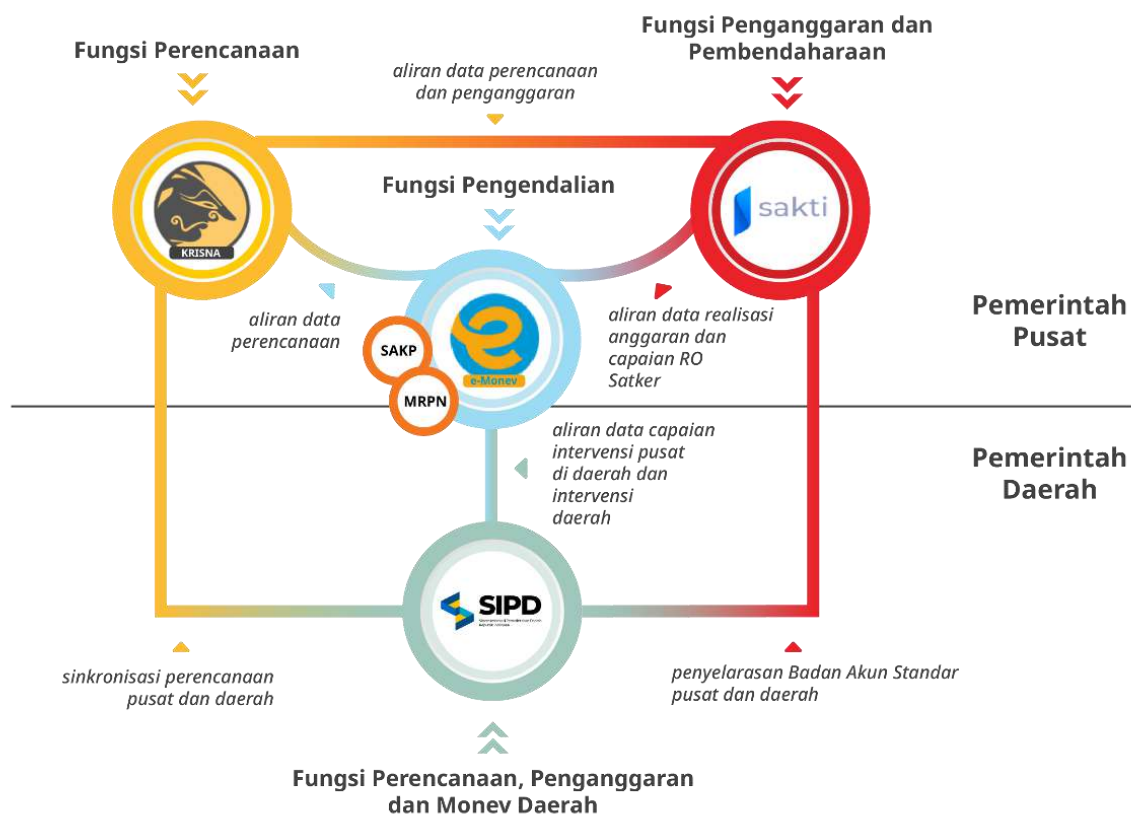 Fungsi Perencanaan
Fungsi Penganggaran dan
Pembendaharaan
aliran data perencanaan
dan penganggaran
Fungsi Pengendalian
KRISNA
sakti
aliran data
perencanaan
aliran data realisasi
anggaran dan
capaian RO
Satker
Pemerintah
Pusat
SAKP
MRPN
e-Monev
aliran data capaian
intervensi pusat
di daerah dan
intervensi
daerah
Pemerintah
Daerah
SIPD
sinkronisasi perencanaan
pusat dan daerah
penyelarasan Badan Akun Standar
pusat dan daerah
Fungsi Perencanaan, Penganggaran
dan Monev Daerah